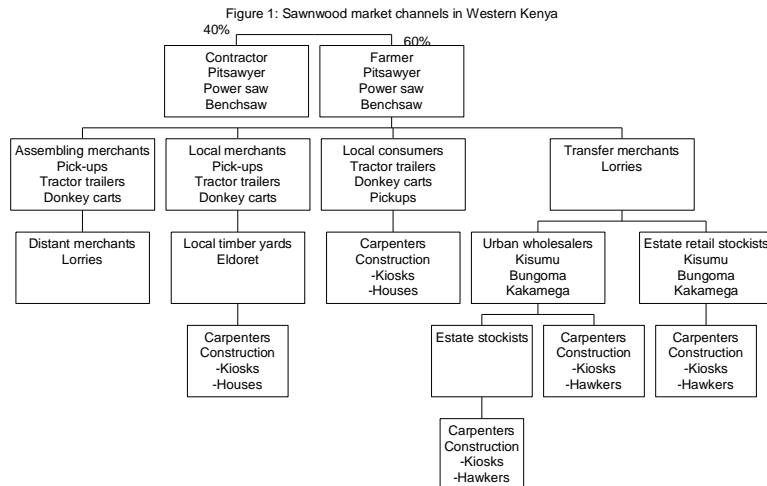 Figure 1: Sawnwood market channels in Western Kenya
40%
60%
Contractor
Pitsawyer
Power saw
Benchsaw
Farmer
Pitsawyer
Power saw
Benchsaw
Assembling merchants
Pick-ups
Tractor trailers
Donkey carts
Local merchants
Pick-ups
Tractor trailers
Donkey carts
Local consumers
Tractor trailers
Donkey carts
Pickups
Transfer merchants
Lorries
Distant merchants
Lorries
Local timber yards
Eldoret
Carpenters
Construction
-Kiosks
-Houses
Urban wholesalers
Kisumu
Bungoma
Kakamega
Estate retail stockists
Kisumu
Bungoma
Kakamega
Carpenters
Construction
-Kiosks
-Houses
Estate stockists
Carpenters
Construction
-Kiosks
-Hawkers
Carpenters
Construction
-Kiosks
-Hawkers
Carpenters
Construction
-Kiosks
-Hawkers